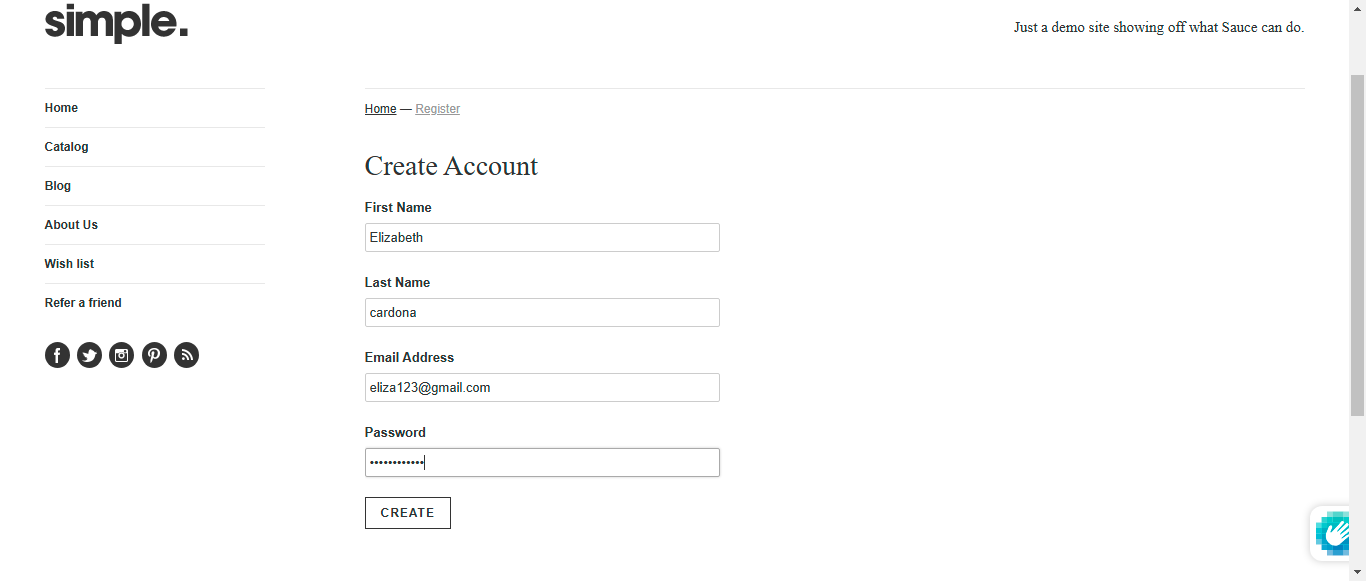 simple.
Just a demo site showing off what Sauce can do.
Home
Catalog
Blog
About Us
Wish list
Refer a friend
Home — Register
Create Account
First Name
Elizabeth
Last Name
cardona
Email Address
eliza123@gmail.com
Password
••••••••••••
CREATE